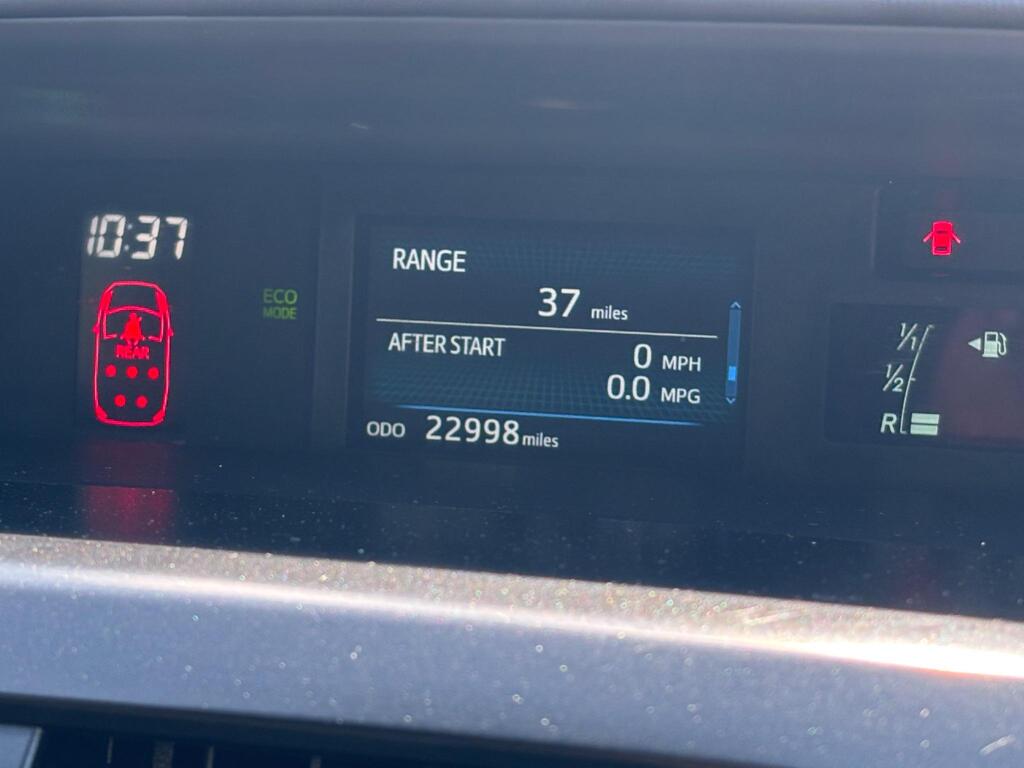 10:37
REAR
ECO
MODE
RANGE
37 miles
AFTER START
0 MPH
0.0 MPG
ODO 22998 miles
1/1
1/2
R